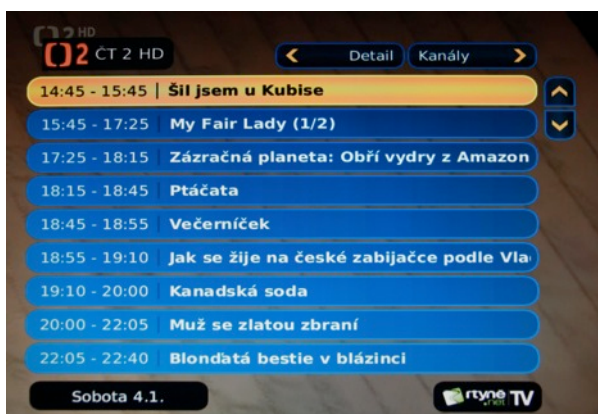 2 HD
2 ČT 2 HD
Detail
Kanály
14:45 - 15:45 | Šil jsem u Kubise
15:45 - 17:25 | My Fair Lady (1/2)
17:25 - 18:15 | Zázračná planeta: Obří vydry z Amazon
18:15 - 18:45 | Ptáčata
18:45 - 18:55 | Večerníček
18:55 - 19:10 | Jak se žije na české zabijačce podle Vla
19:10 - 20:00 | Kanadská soda
20:00 - 22:05 | Muž se zlatou zbraní
22:05 - 22:40 | Blonďatá bestie v blázinci
Sobota 4.1.
rtyne.net TV